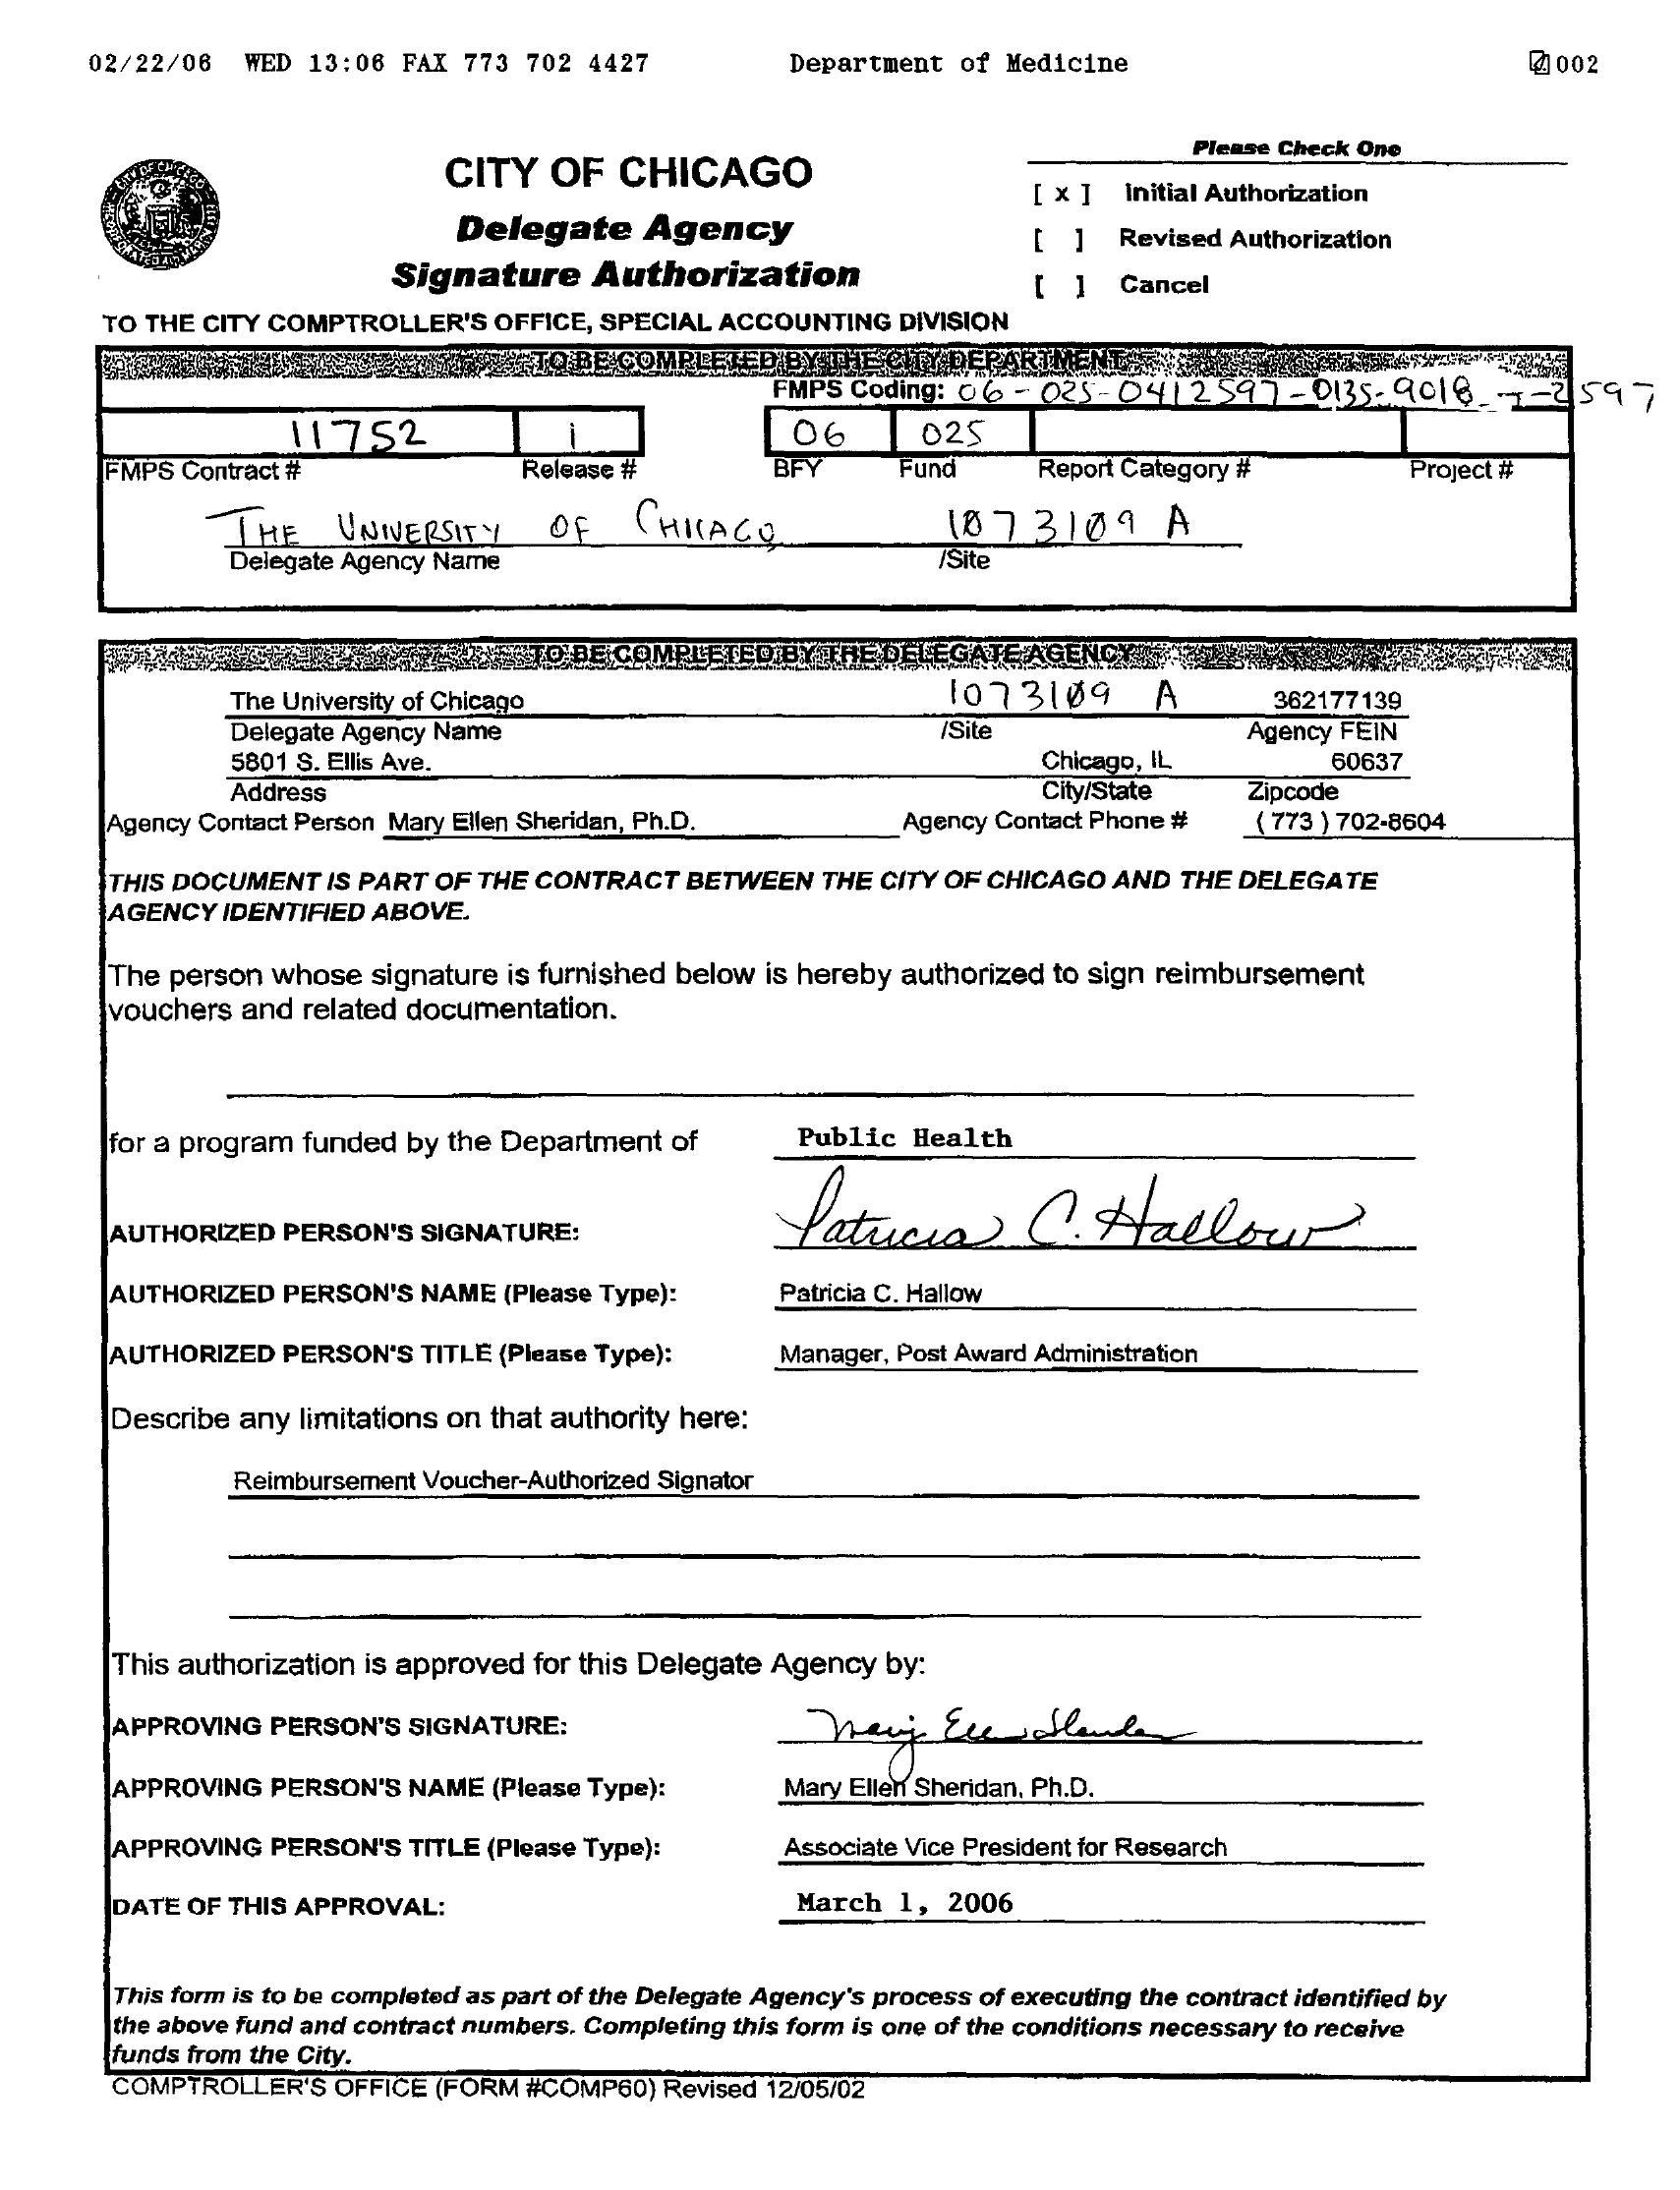 02/22/06 WED 13:06 FAX 773 702 4427 Department of Medicine 002
Please Check One
CITY OF CHICAGO
Delegate Agency
Signature Authorization
[ x ] Initial Authorization
[ ] Revised Authorization
[ ] Cancel
TO THE CITY COMPTROLLER'S OFFICE, SPECIAL ACCOUNTING DIVISION
TO BE COMPLETED BY THE CITY DEPARTMENT
FMPS Coding: 06-025-0412597-0135-9018-T-2597
11752 1 06 025
FMPS Contract # Release # BFY Fund Report Category # Project #
THE UNIVERSITY OF CHICAGO 1073109 A
Delegate Agency Name /Site
TO BE COMPLETED BY THE DELEGATE AGENCY
The University of Chicago 1073109 A 362177139
Delegate Agency Name /Site Agency FEIN
5801 S. Ellis Ave. Chicago, IL 60637
Address City/State Zipcode
Agency Contact Person Mary Ellen Sheridan, Ph.D. Agency Contact Phone # ( 773 ) 702-8604
THIS DOCUMENT IS PART OF THE CONTRACT BETWEEN THE CITY OF CHICAGO AND THE DELEGATE
AGENCY IDENTIFIED ABOVE.
The person whose signature is furnished below is hereby authorized to sign reimbursement
vouchers and related documentation.
for a program funded by the Department of Public Health
AUTHORIZED PERSON'S SIGNATURE: Patricia C. Hallow
AUTHORIZED PERSON'S NAME (Please Type): Patricia C. Hallow
AUTHORIZED PERSON'S TITLE (Please Type): Manager, Post Award Administration
Describe any limitations on that authority here:
Reimbursement Voucher-Authorized Signator
This authorization is approved for this Delegate Agency by:
APPROVING PERSON'S SIGNATURE: Mary Ellen Sheridan
APPROVING PERSON'S NAME (Please Type): Mary Ellen Sheridan, Ph.D.
APPROVING PERSON'S TITLE (Please Type): Associate Vice President for Research
DATE OF THIS APPROVAL: March 1, 2006
This form is to be completed as part of the Delegate Agency's process of executing the contract identified by
the above fund and contract numbers. Completing this form is one of the conditions necessary to receive
funds from the City.
COMPTROLLER'S OFFICE (FORM #COMP60) Revised 12/05/02